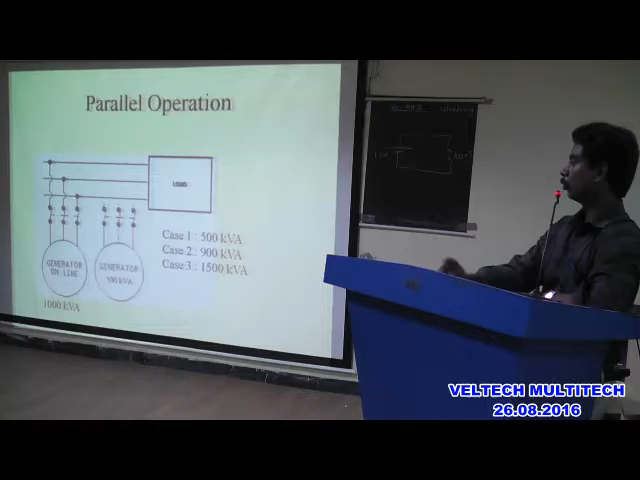 Parallel Operation
LOAD
Case 1 : 500 kVA
Case 2 : 900 kVA
Case 3 : 1500 kVA
GENERATOR
ON LINE
GENERATOR
500 kVA
1000 kVA
VELTECH MULTITECH
26.08.2016